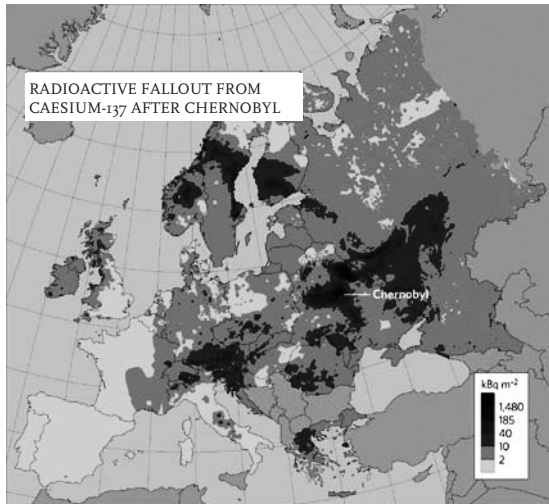 RADIOACTIVE FALLOUT FROM
CAESIUM-137 AFTER CHERNOBYL
Chernobyl
kBq m⁻²
1,480
185
40
10
2